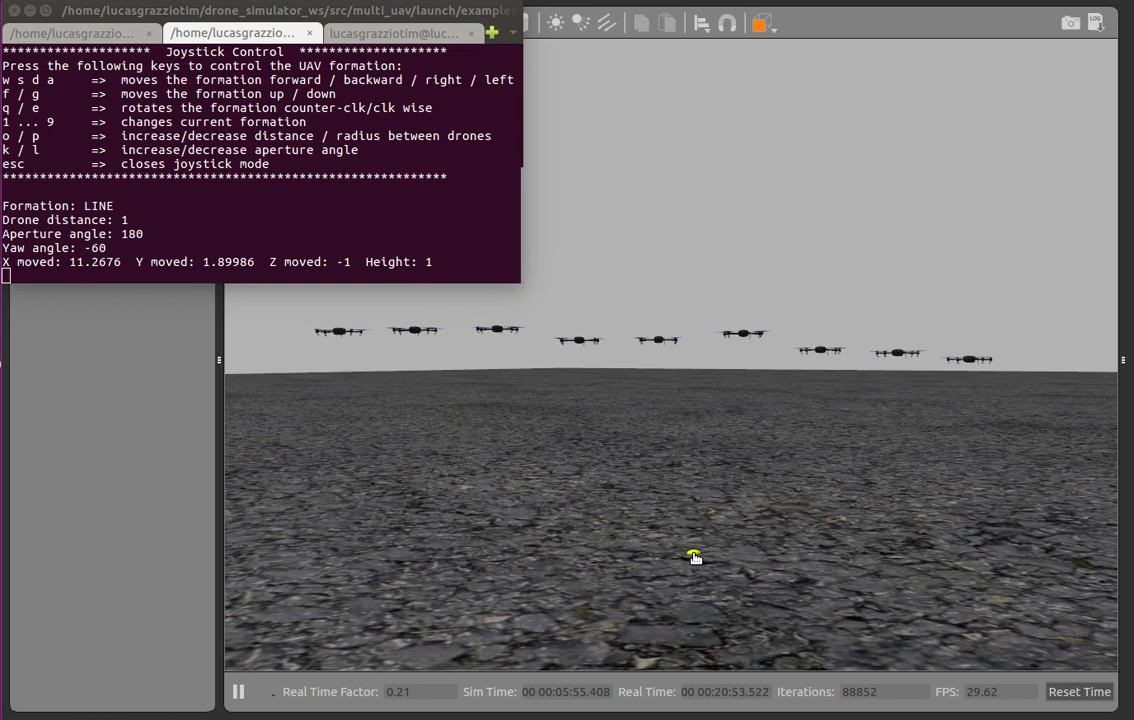 /home/lucasgrazziotim/drone_simulator_ws/src/multi_uav/launch/example
/home/lucasgrazzio... × /home/lucasgrazzio... × lucasgrazziotim@luc... ×
******************** Joystick Control ********************
Press the following keys to control the UAV formation:
w s d a => moves the formation forward / backward / right / left
f / g => moves the formation up / down
q / e => rotates the formation counter-clk/clk wise
1 ... 9 => changes current formation
o / p => increase/decrease distance / radius between drones
k / l => increase/decrease aperture angle
esc => closes joystick mode
************************************************************
Formation: LINE
Drone distance: 1
Aperture angle: 180
Yaw angle: -60
X moved: 11.2676 Y moved: 1.89986 Z moved: -1 Height: 1
LOG
Real Time Factor: 0.21 Sim Time: 00 00:05:55.408 Real Time: 00 00:20:53.522 Iterations: 88852 FPS: 29.62 Reset Time